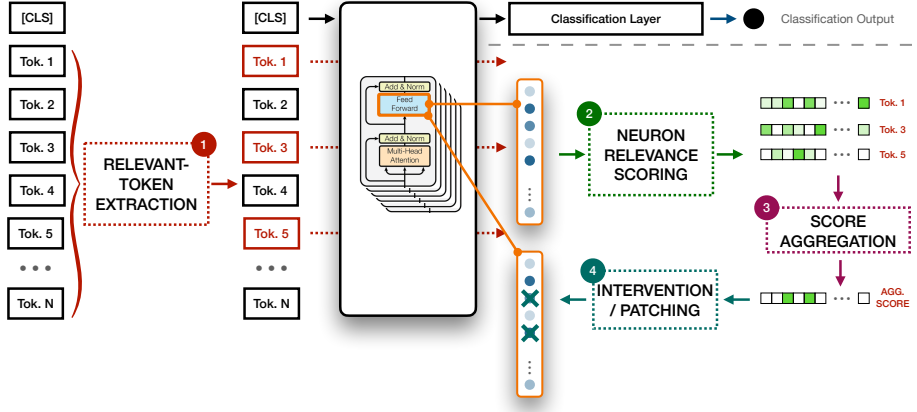 [CLS]
Tok. 1
Tok. 2
Tok. 3
Tok. 4
Tok. 5
Tok. N
1
RELEVANT-
TOKEN
EXTRACTION
[CLS]
Tok. 1
Tok. 2
Tok. 3
Tok. 4
Tok. 5
Tok. N
Add & Norm
Feed
Forward
Add & Norm
Multi-Head
Attention
Classification Layer
Classification Output
2
NEURON
RELEVANCE
SCORING
Tok. 1
Tok. 3
Tok. 5
3
SCORE
AGGREGATION
AGG.
SCORE
4
INTERVENTION
/ PATCHING